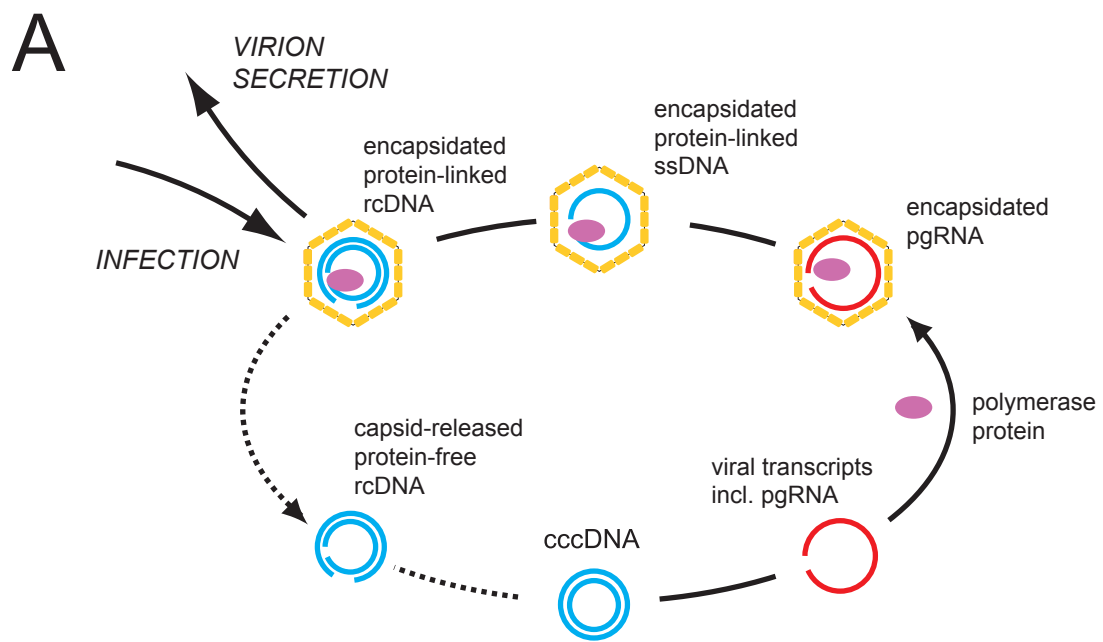 A
VIRION
SECRETION
encapsidated
protein-linked
rcDNA
encapsidated
protein-linked
ssDNA
encapsidated
pgRNA
INFECTION
polymerase
protein
capsid-released
protein-free
rcDNA
viral transcripts
incl. pgRNA
cccDNA